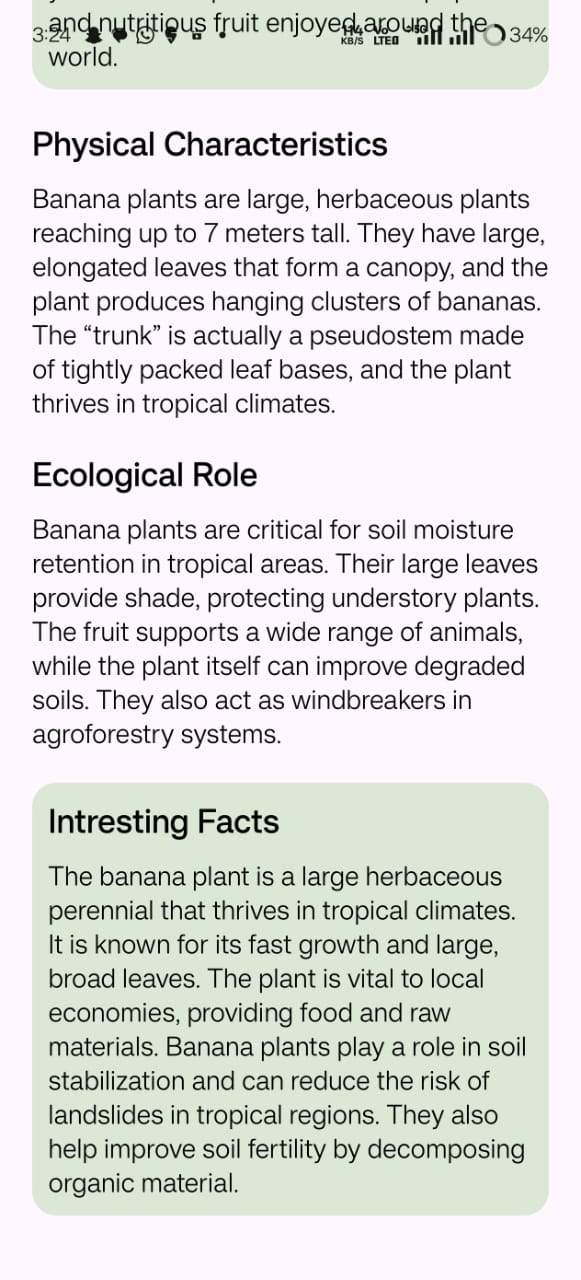 and nutritious fruit enjoyed around the
3:24 KB/S LTE 34%
world.
Physical Characteristics
Banana plants are large, herbaceous plants
reaching up to 7 meters tall. They have large,
elongated leaves that form a canopy, and the
plant produces hanging clusters of bananas.
The “trunk” is actually a pseudostem made
of tightly packed leaf bases, and the plant
thrives in tropical climates.
Ecological Role
Banana plants are critical for soil moisture
retention in tropical areas. Their large leaves
provide shade, protecting understory plants.
The fruit supports a wide range of animals,
while the plant itself can improve degraded
soils. They also act as windbreakers in
agroforestry systems.
Intresting Facts
The banana plant is a large herbaceous
perennial that thrives in tropical climates.
It is known for its fast growth and large,
broad leaves. The plant is vital to local
economies, providing food and raw
materials. Banana plants play a role in soil
stabilization and can reduce the risk of
landslides in tropical regions. They also
help improve soil fertility by decomposing
organic material.